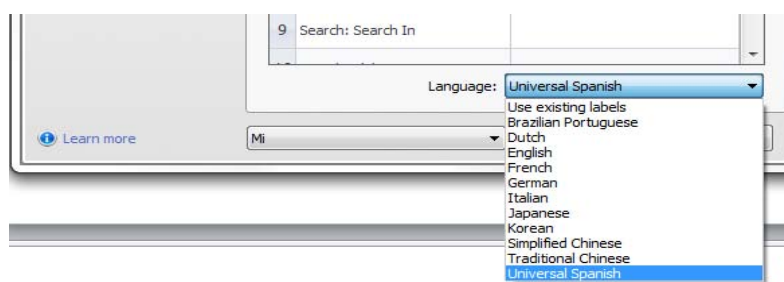 9 Search: Search In
Language: Universal Spanish
Use existing labels
Brazilian Portuguese
Dutch
English
French
German
Italian
Japanese
Korean
Simplified Chinese
Traditional Chinese
Universal Spanish
Learn more
Mi